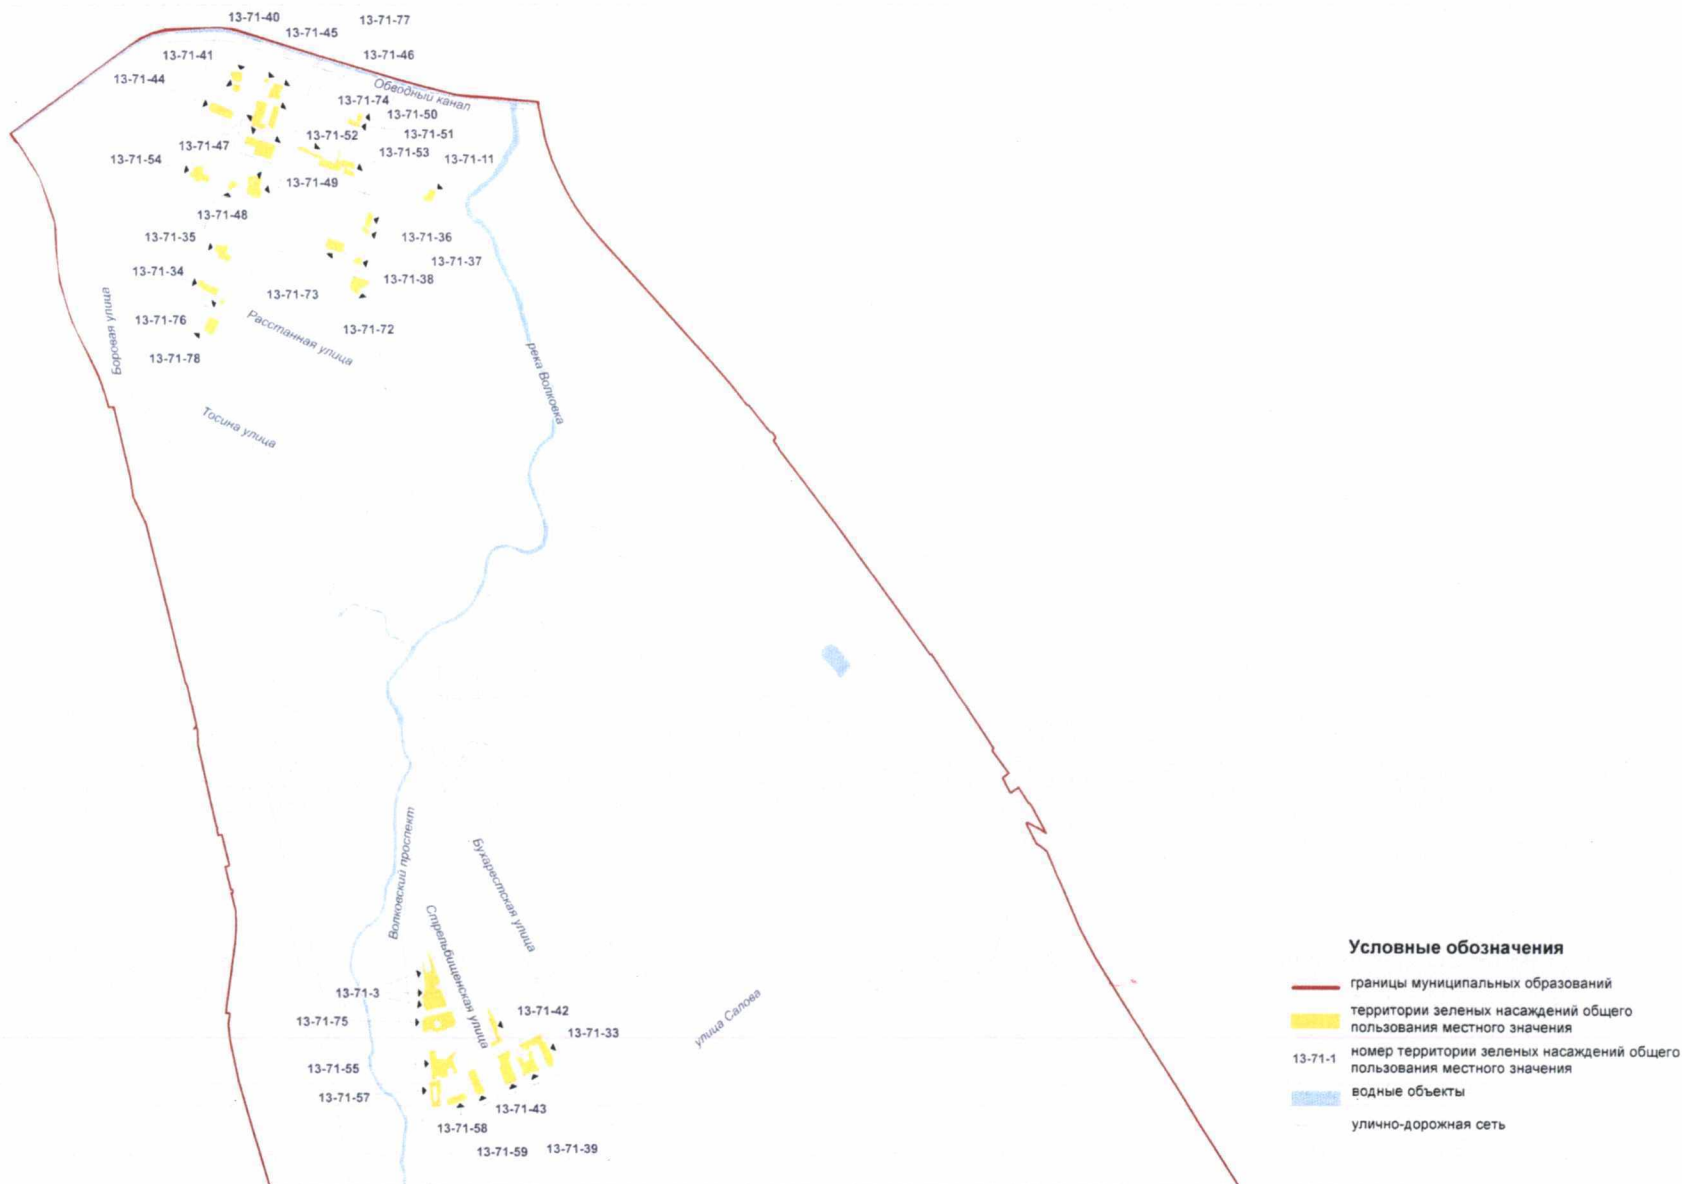 13-71-40
13-71-77
13-71-45
13-71-41
13-71-46
13-71-44
Обводный канал
13-71-74
13-71-50
13-71-52
13-71-51
13-71-47
13-71-53
13-71-54
13-71-11
13-71-49
13-71-48
13-71-35
13-71-36
13-71-37
13-71-34
13-71-38
13-71-73
Боровая улица
13-71-76
Расстанная улица
13-71-72
13-71-78
река Волковка
Тосина улица
Волковский проспект
Бухарестская улица
Стрельбищенская улица
13-71-3
13-71-75
13-71-42
13-71-33
улица Салова
13-71-55
13-71-57
13-71-43
13-71-58
13-71-59
13-71-39
Условные обозначения
границы муниципальных образований
территории зеленых насаждений общего
пользования местного значения
13-71-1
номер территории зеленых насаждений общего
пользования местного значения
водные объекты
улично-дорожная сеть